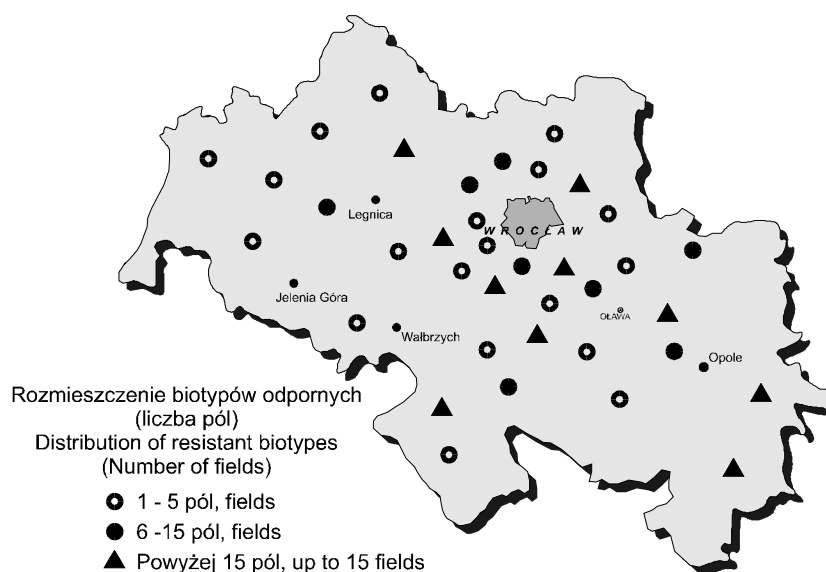 Legnica
WROCŁAW
Jelenia Góra
OŁAWA
Wałbrzych
Opole
Rozmieszczenie biotypów odpornych
(liczba pól)
Distribution of resistant biotypes
(Number of fields)
1 - 5 pól, fields
6 -15 pól, fields
Powyżej 15 pól, up to 15 fields